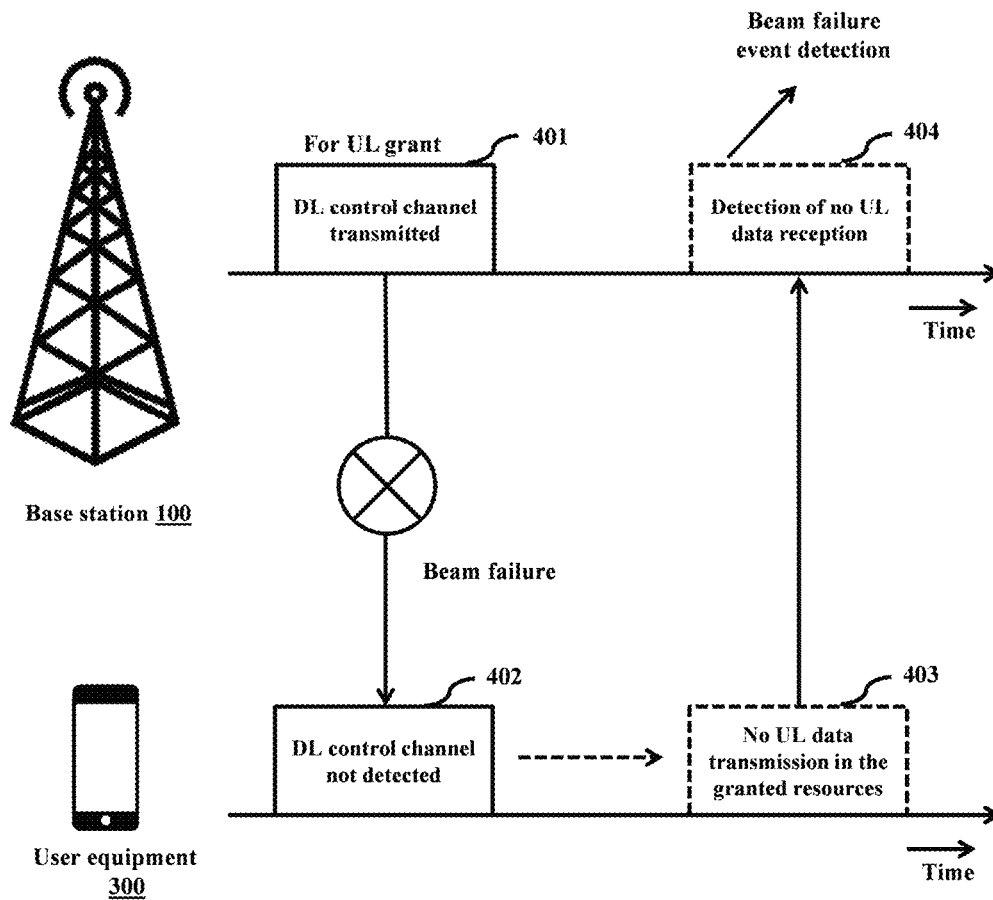 Beam failure
event detection
For UL grant
401
404
DL control channel
transmitted
Detection of no UL
data reception
Time
Base station 100
Beam failure
402
403
DL control channel
not detected
No UL data
transmission in the
granted resources
User equipment
300
Time